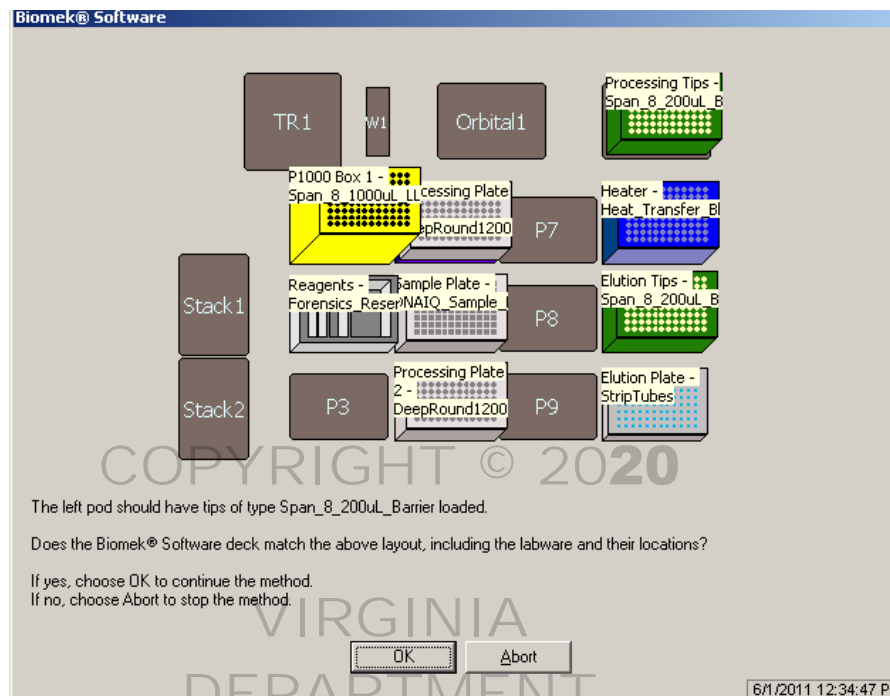 Biomek® Software
TR1
W1
Orbital1
Processing Tips -
Span_8_200uL_B
P1000 Box 1 -
Span_8_1000uL_LL
cessing Plate
epRound1200
P7
Heater -
Heat_Transfer_Bl
Stack1
Reagents -
Forensics_Reser
Sample Plate -
DNAIQ_Sample_
P8
Elution Tips -
Span_8_200uL_B
Stack2
P3
Processing Plate
2 -
DeepRound1200
P9
Elution Plate -
StripTubes
COPYRIGHT © 2020
The left pod should have tips of type Span_8_200uL_Barrier loaded.
Does the Biomek® Software deck match the above layout, including the labware and their locations?
If yes, choose OK to continue the method.
If no, choose Abort to stop the method.
VIRGINIA
OK
Abort
DEPARTMENT
6/1/2011 12:34:47 P